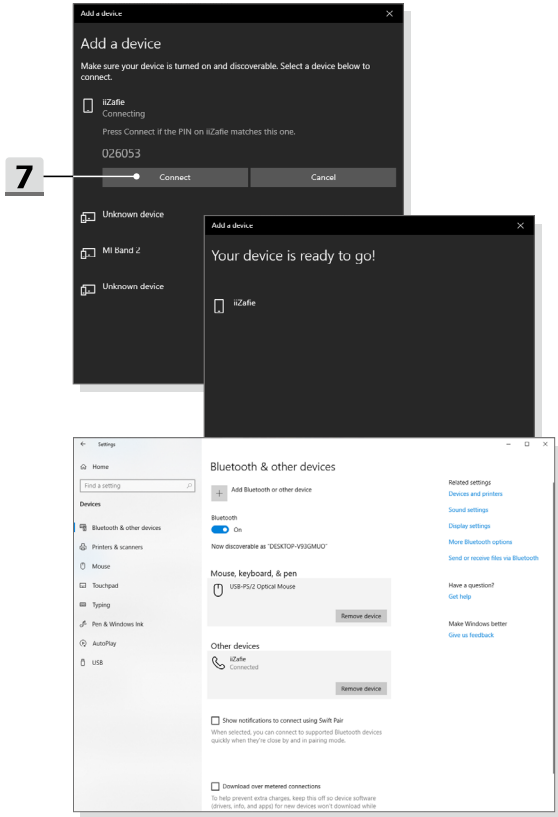 Add a device
Add a device
Make sure your device is turned on and discoverable. Select a device below to
connect.
iiZafie
Connecting
Press Connect if the PIN on iiZafie matches this one.
026053
7
Connect
Cancel
Unknown device
MI Band 2
Unknown device
Add a device
Your device is ready to go!
iiZafie
Settings
Home
Find a setting
Devices
Bluetooth & other devices
Printers & scanners
Mouse
Touchpad
Typing
Pen & Windows Ink
AutoPlay
USB
Bluetooth & other devices
Add Bluetooth or other device
Bluetooth
On
Now discoverable as "DESKTOP-V93GMUO"
Mouse, keyboard, & pen
USB-PS/2 Optical Mouse
Remove device
Other devices
iiZafie
Connected
Remove device
Show notifications to connect using Swift Pair
When selected, you can connect to supported Bluetooth devices
quickly when they're close by and in pairing mode.
Download over metered connections
To help prevent extra charges, keep this off so device software
(drivers, info, and apps) for new devices won't download while
Related settings
Devices and printers
Sound settings
Display settings
More Bluetooth options
Send or receive files via Bluetooth
Have a question?
Get help
Make Windows better
Give us feedback